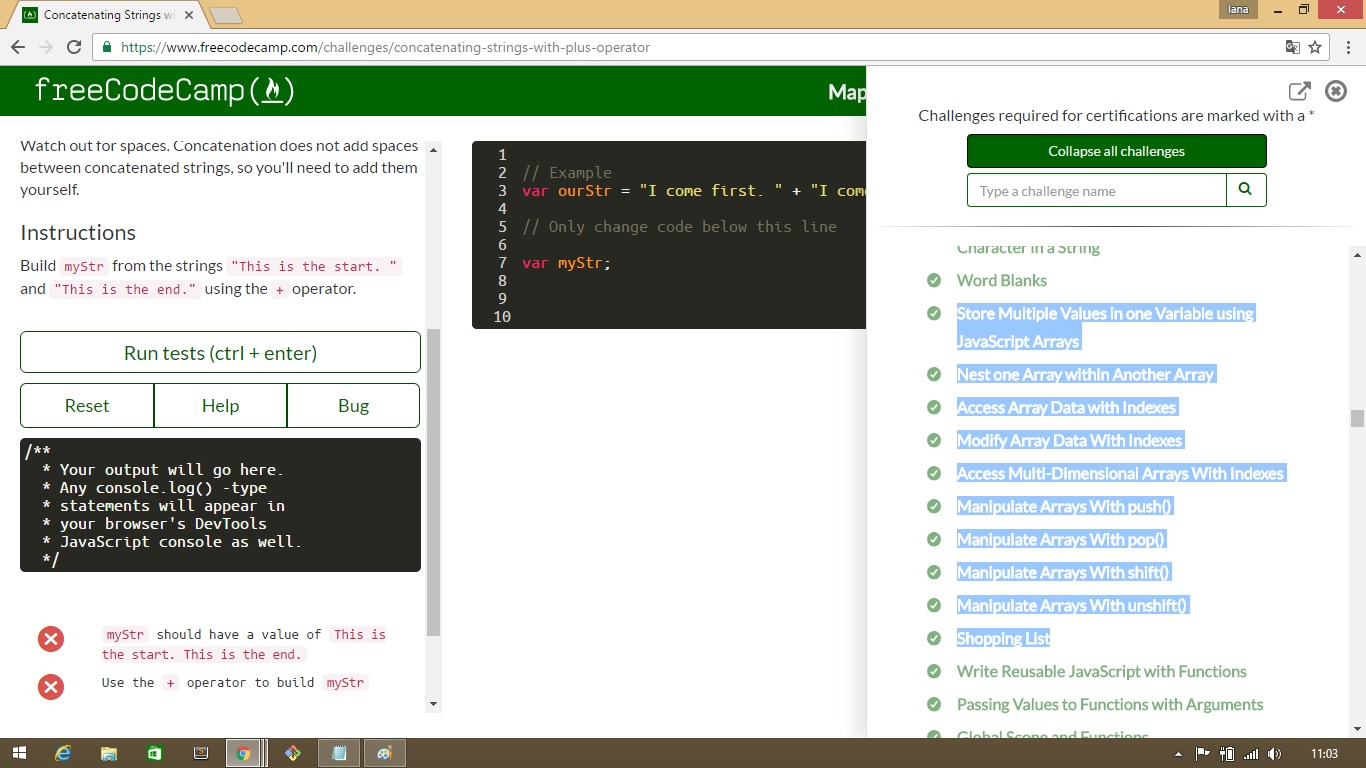 Concatenating Strings w
Iana
https://www.freecodecamp.com/challenges/concatenating-strings-with-plus-operator
freeCodeCamp(🔥)
Map
Watch out for spaces. Concatenation does not add spaces
between concatenated strings, so you'll need to add them
yourself.
Instructions
Build myStr from the strings "This is the start. "
and "This is the end." using the + operator.
Run tests (ctrl + enter)
Reset
Help
Bug
/**
* Your output will go here.
* Any console.log() -type
* statements will appear in
* your browser's DevTools
* JavaScript console as well.
*/
myStr should have a value of This is
the start. This is the end.
Use the + operator to build myStr
1
2 // Example
3 var ourStr = "I come first. " + "I com
4
5 // Only change code below this line
6
7 var myStr;
8
9
10
Challenges required for certifications are marked with a *
Collapse all challenges
Type a challenge name
Character in a String
Word Blanks
Store Multiple Values in one Variable using
JavaScript Arrays
Nest one Array within Another Array
Access Array Data with Indexes
Modify Array Data With Indexes
Access Multi-Dimensional Arrays With Indexes
Manipulate Arrays With push()
Manipulate Arrays With pop()
Manipulate Arrays With shift()
Manipulate Arrays With unshift()
Shopping List
Write Reusable JavaScript with Functions
Passing Values to Functions with Arguments
Global Scope and Functions
11:03